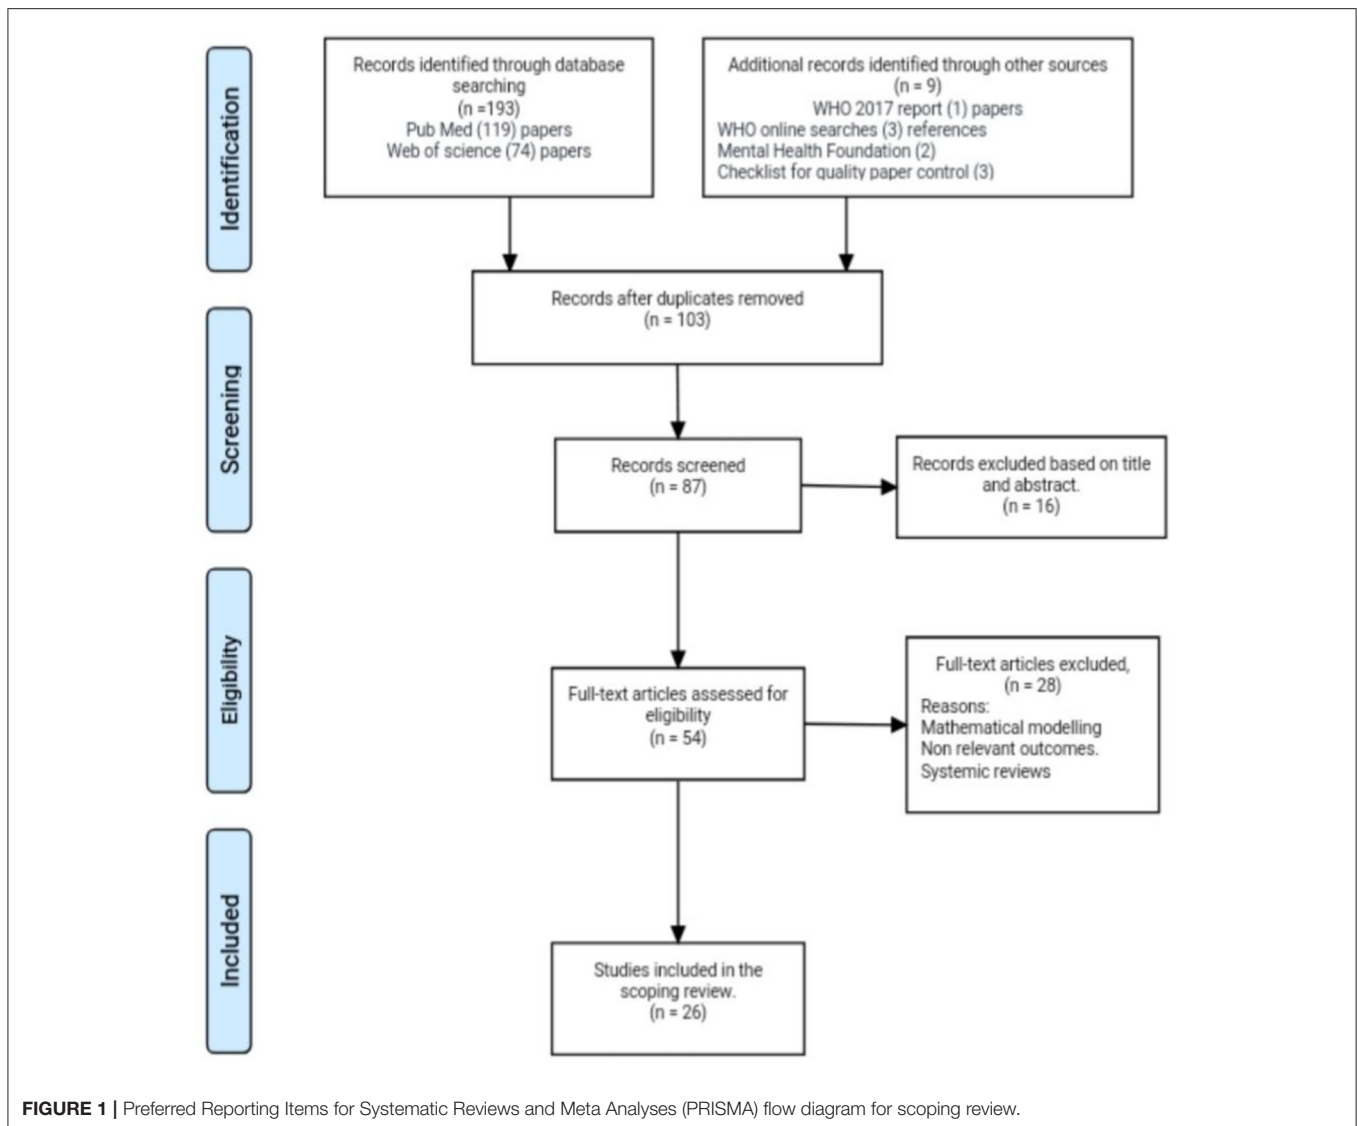 Identification
Records identified through database
searching
(n =193)
Pub Med (119) papers
Web of science (74) papers
Additional records identified through other sources
(n = 9)
WHO 2017 report (1) papers
WHO online searches (3) references
Mental Health Foundation (2)
Checklist for quality paper control (3)
Records after duplicates removed
(n = 103)
Screening
Records screened
(n = 87)
Records excluded based on title
and abstract.
(n = 16)
Eligibility
Full-text articles assessed for
eligibility
(n = 54)
Full-text articles excluded,
(n = 28)
Reasons:
Mathematical modelling
Non relevant outcomes.
Systemic reviews
Included
Studies included in the
scoping review.
(n = 26)
FIGURE 1 | Preferred Reporting Items for Systematic Reviews and Meta Analyses (PRISMA) flow diagram for scoping review.